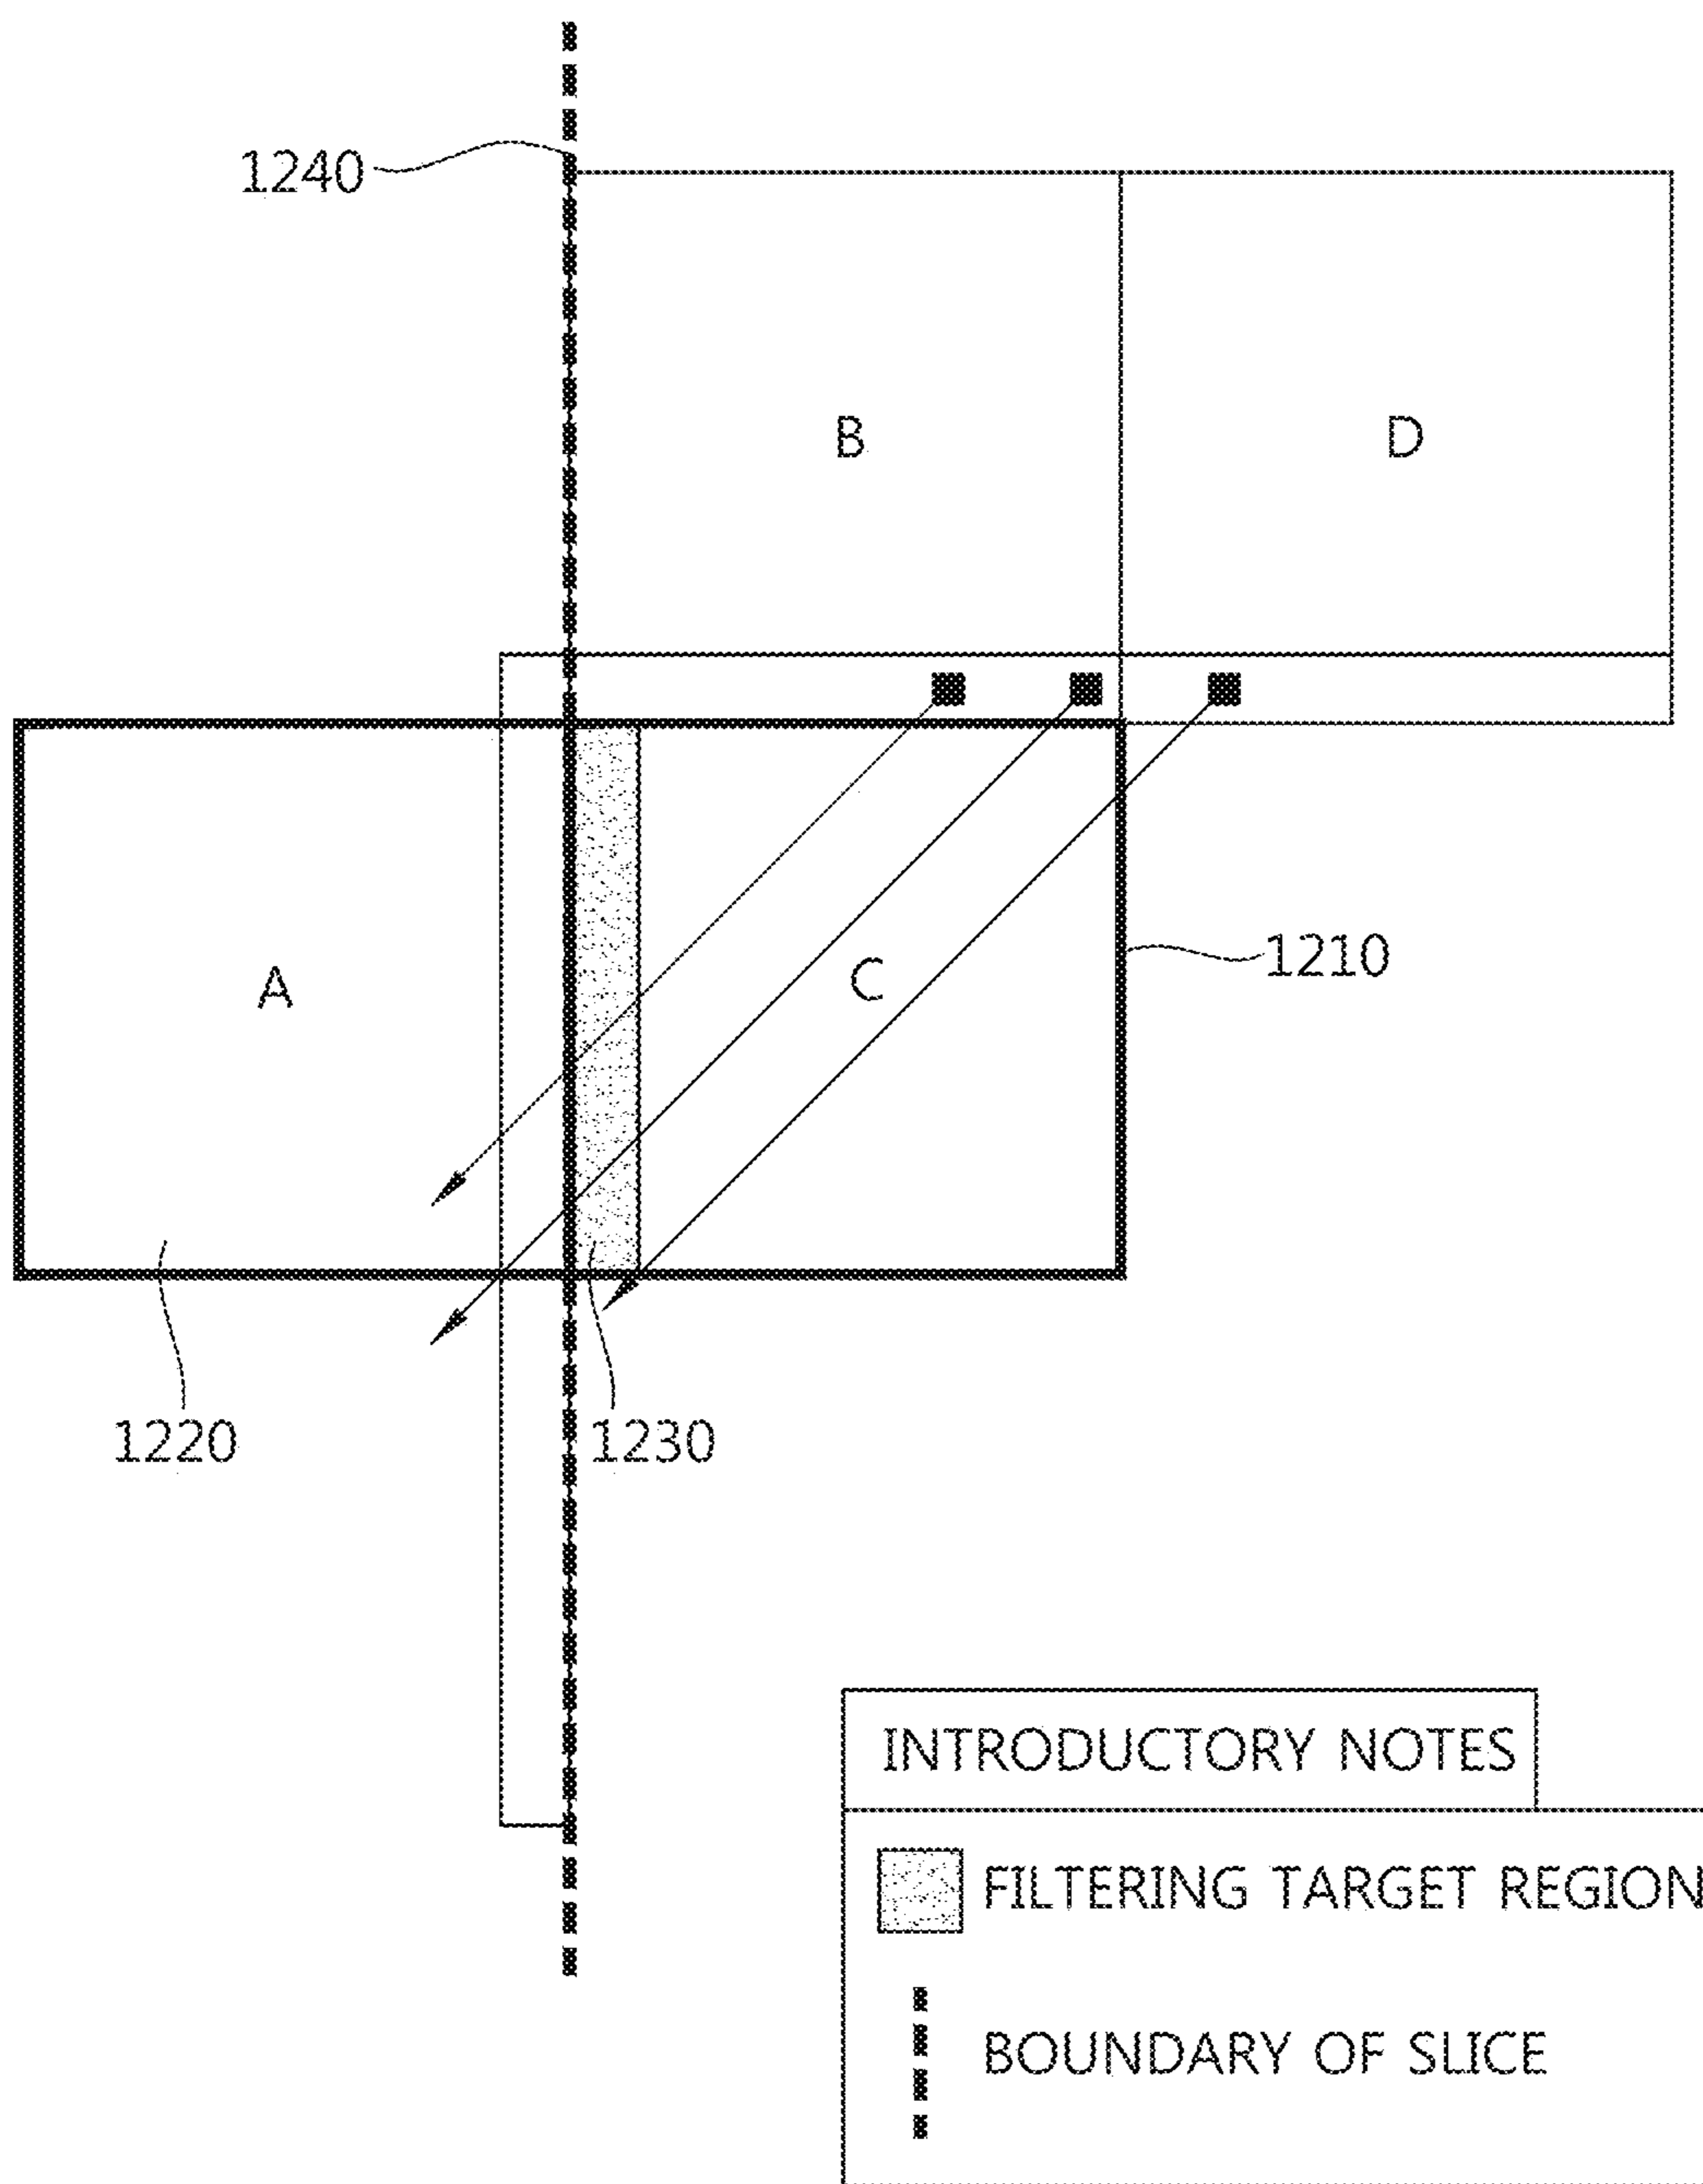 1240
B
D
A
C
1210
1220
1230
INTRODUCTORY NOTES
FILTERING TARGET REGION
BOUNDARY OF SLICE